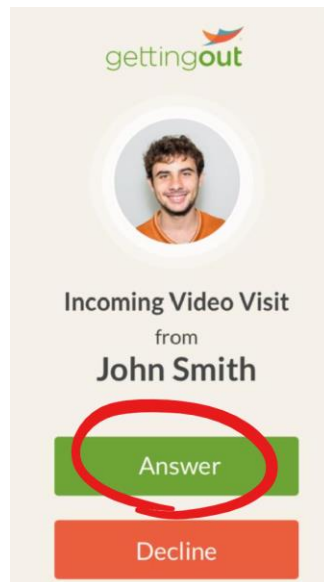 gettingout
Incoming Video Visit
from
John Smith
Answer
Decline